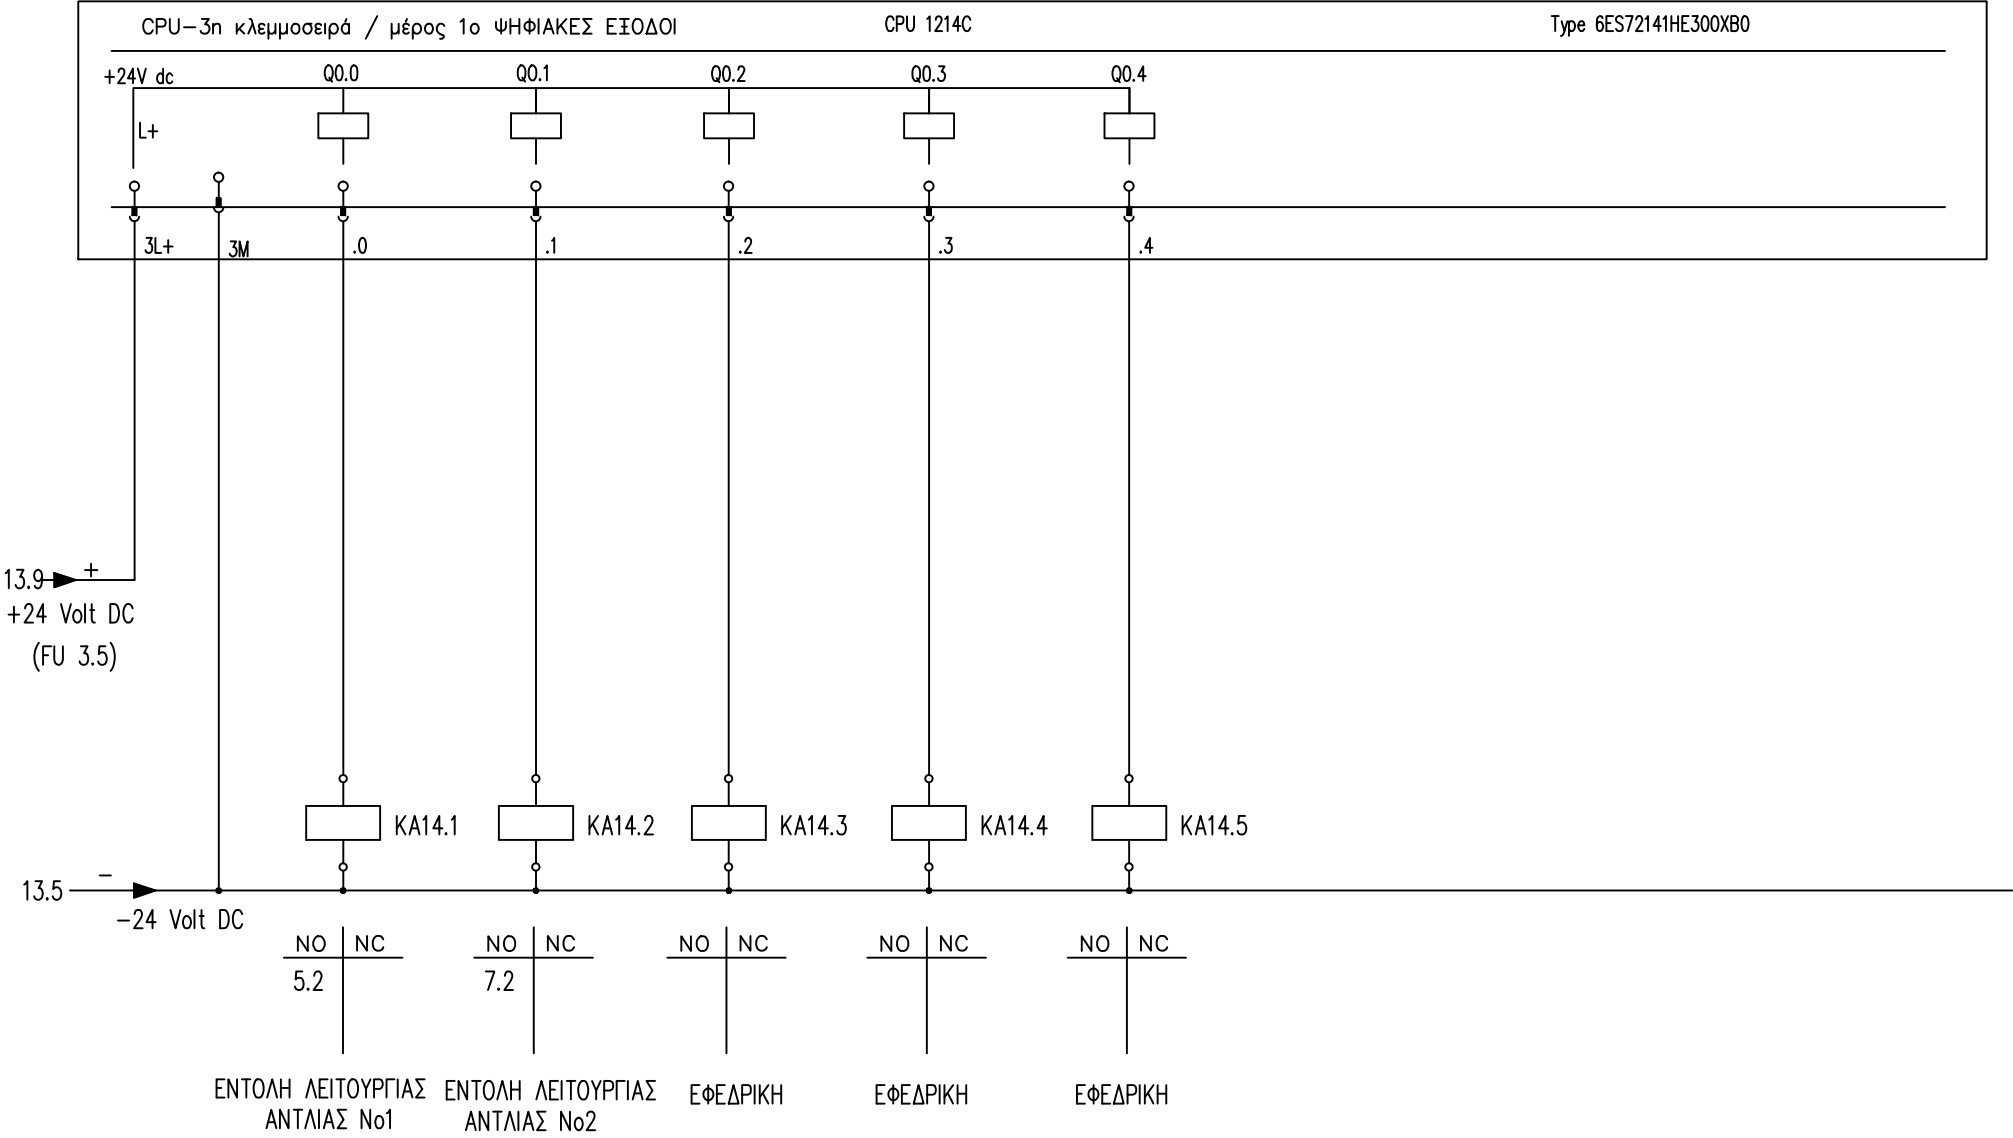 CPU-3η κλεμμοσειρά / μέρος 1ο ΨΗΦΙΑΚΕΣ ΕΞΟΔΟΙ CPU 1214C Type 6ES72141HE300XB0
+24V dc Q0.0 Q0.1 Q0.2 Q0.3 Q0.4
L+
3L+ 3M .0 .1 .2 .3 .4
13.9 +
+24 Volt DC
(FU 3.5)
KA14.1 KA14.2 KA14.3 KA14.4 KA14.5
13.5 -
-24 Volt DC
NO NC NO NC NO NC NO NC NO NC
5.2 7.2
ΕΝΤΟΛΗ ΛΕΙΤΟΥΡΓΙΑΣ ΕΝΤΟΛΗ ΛΕΙΤΟΥΡΓΙΑΣ ΕΦΕΔΡΙΚΗ ΕΦΕΔΡΙΚΗ ΕΦΕΔΡΙΚΗ
ΑΝΤΛΙΑΣ Νο1 ΑΝΤΛΙΑΣ Νο2